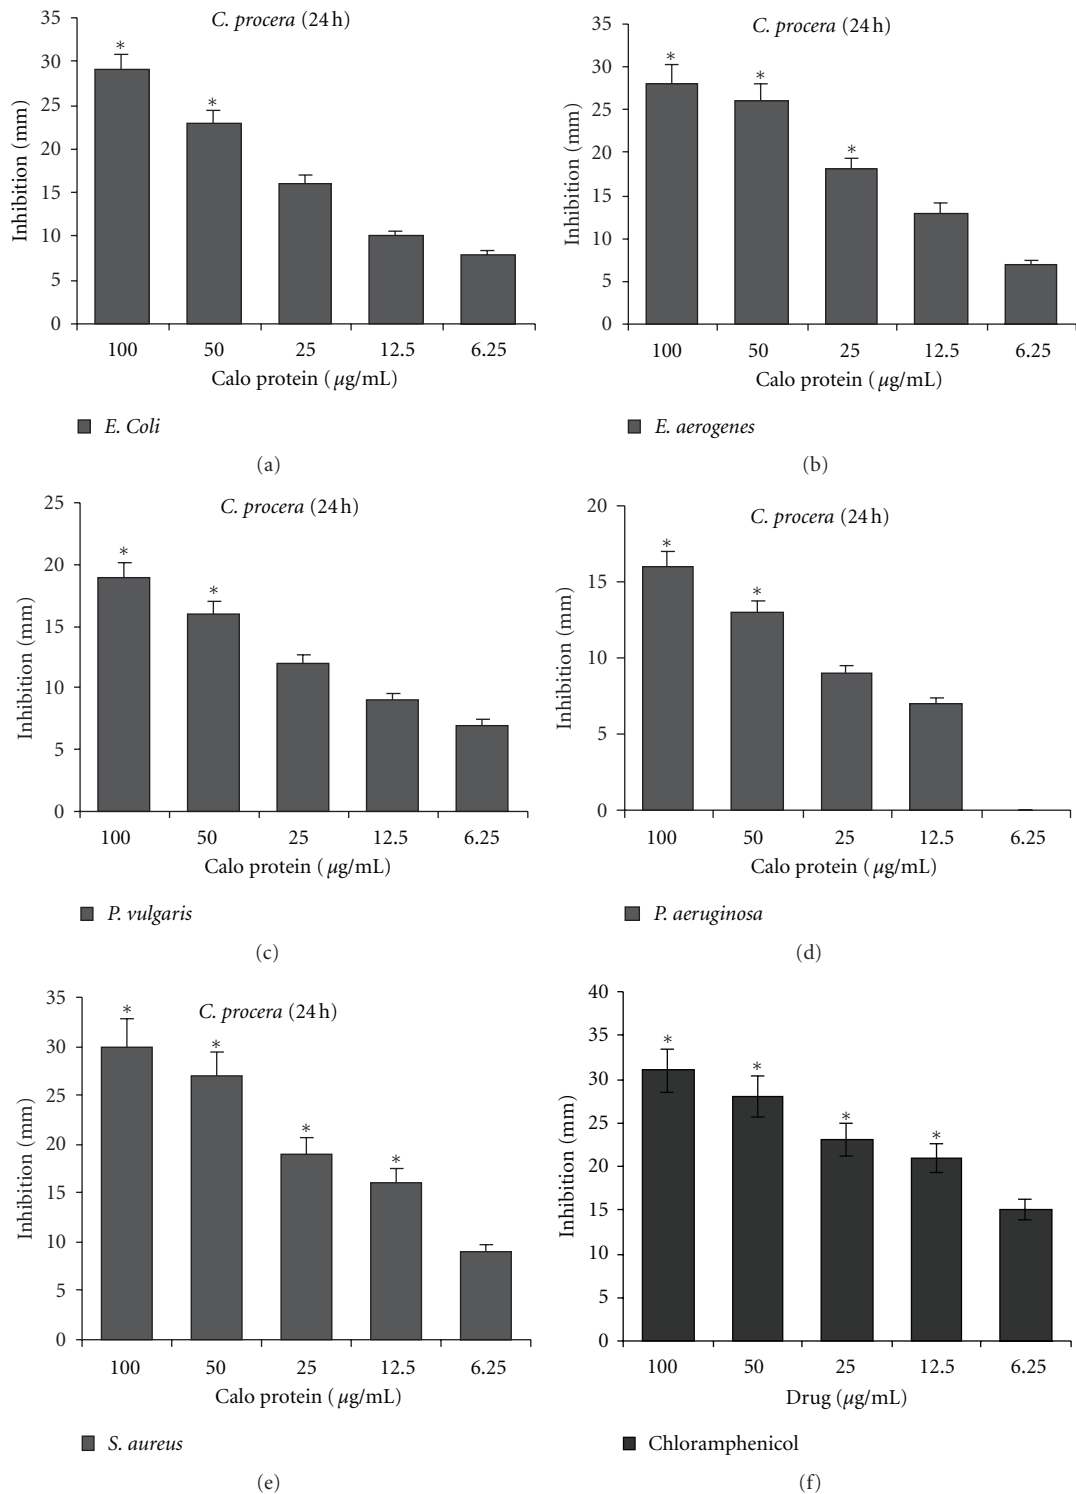 C. procera (24 h)
35
30
25
20
15
10
5
0
Inhibition (mm)
*
*
100 50 25 12.5 6.25
Calo protein (µg/mL)
E. Coli
(a)
C. procera (24 h)
35
30
25
20
15
10
5
0
Inhibition (mm)
*
*
*
100 50 25 12.5 6.25
Calo protein (µg/mL)
E. aerogenes
(b)
C. procera (24 h)
25
20
15
10
5
0
Inhibition (mm)
*
*
100 50 25 12.5 6.25
Calo protein (µg/mL)
P. vulgaris
(c)
C. procera (24 h)
20
15
10
5
0
Inhibition (mm)
*
*
100 50 25 12.5 6.25
Calo protein (µg/mL)
P. aeruginosa
(d)
C. procera (24 h)
35
30
25
20
15
10
5
0
Inhibition (mm)
*
*
*
*
100 50 25 12.5 6.25
Calo protein (µg/mL)
S. aureus
(e)
40
35
30
25
20
15
10
5
0
Inhibition (mm)
*
*
*
*
100 50 25 12.5 6.25
Drug (µg/mL)
Chloramphenicol
(f)